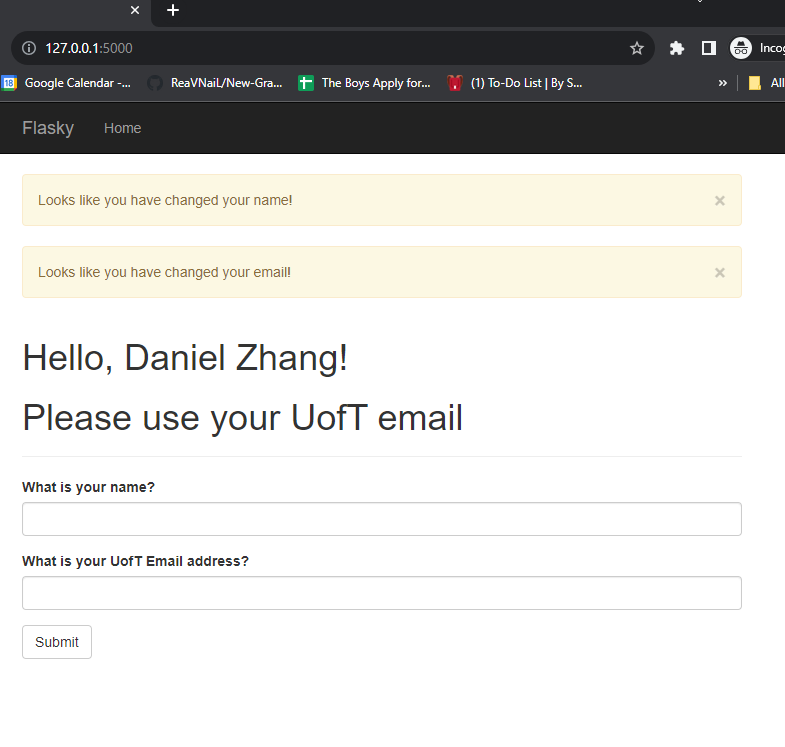 127.0.0.1:5000
Incog
18 Google Calendar -... ReaVNaiL/New-Gra... The Boys Apply for... (1) To-Do List | By S... » All
Flasky Home
Looks like you have changed your name! ×
Looks like you have changed your email! ×
Hello, Daniel Zhang!
Please use your UofT email
What is your name?
What is your UofT Email address?
Submit